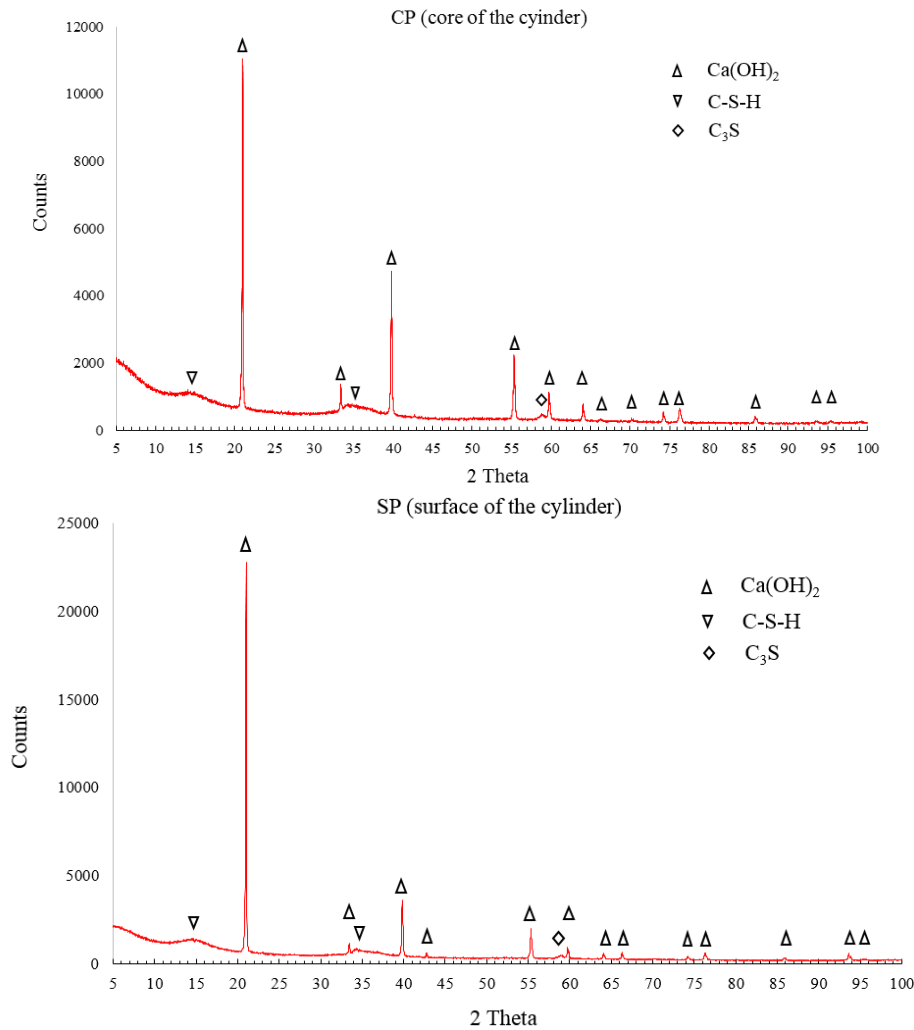 CP (core of the cyinder)
12000
10000
8000
6000
4000
2000
0
Counts
Ca(OH)₂
C-S-H
C₃S
5 10 15 20 25 30 35 40 45 50 55 60 65 70 75 80 85 90 95 100
2 Theta
SP (surface of the cylinder)
25000
20000
15000
10000
5000
0
Counts
Ca(OH)₂
C-S-H
C₃S
5 10 15 20 25 30 35 40 45 50 55 60 65 70 75 80 85 90 95 100
2 Theta